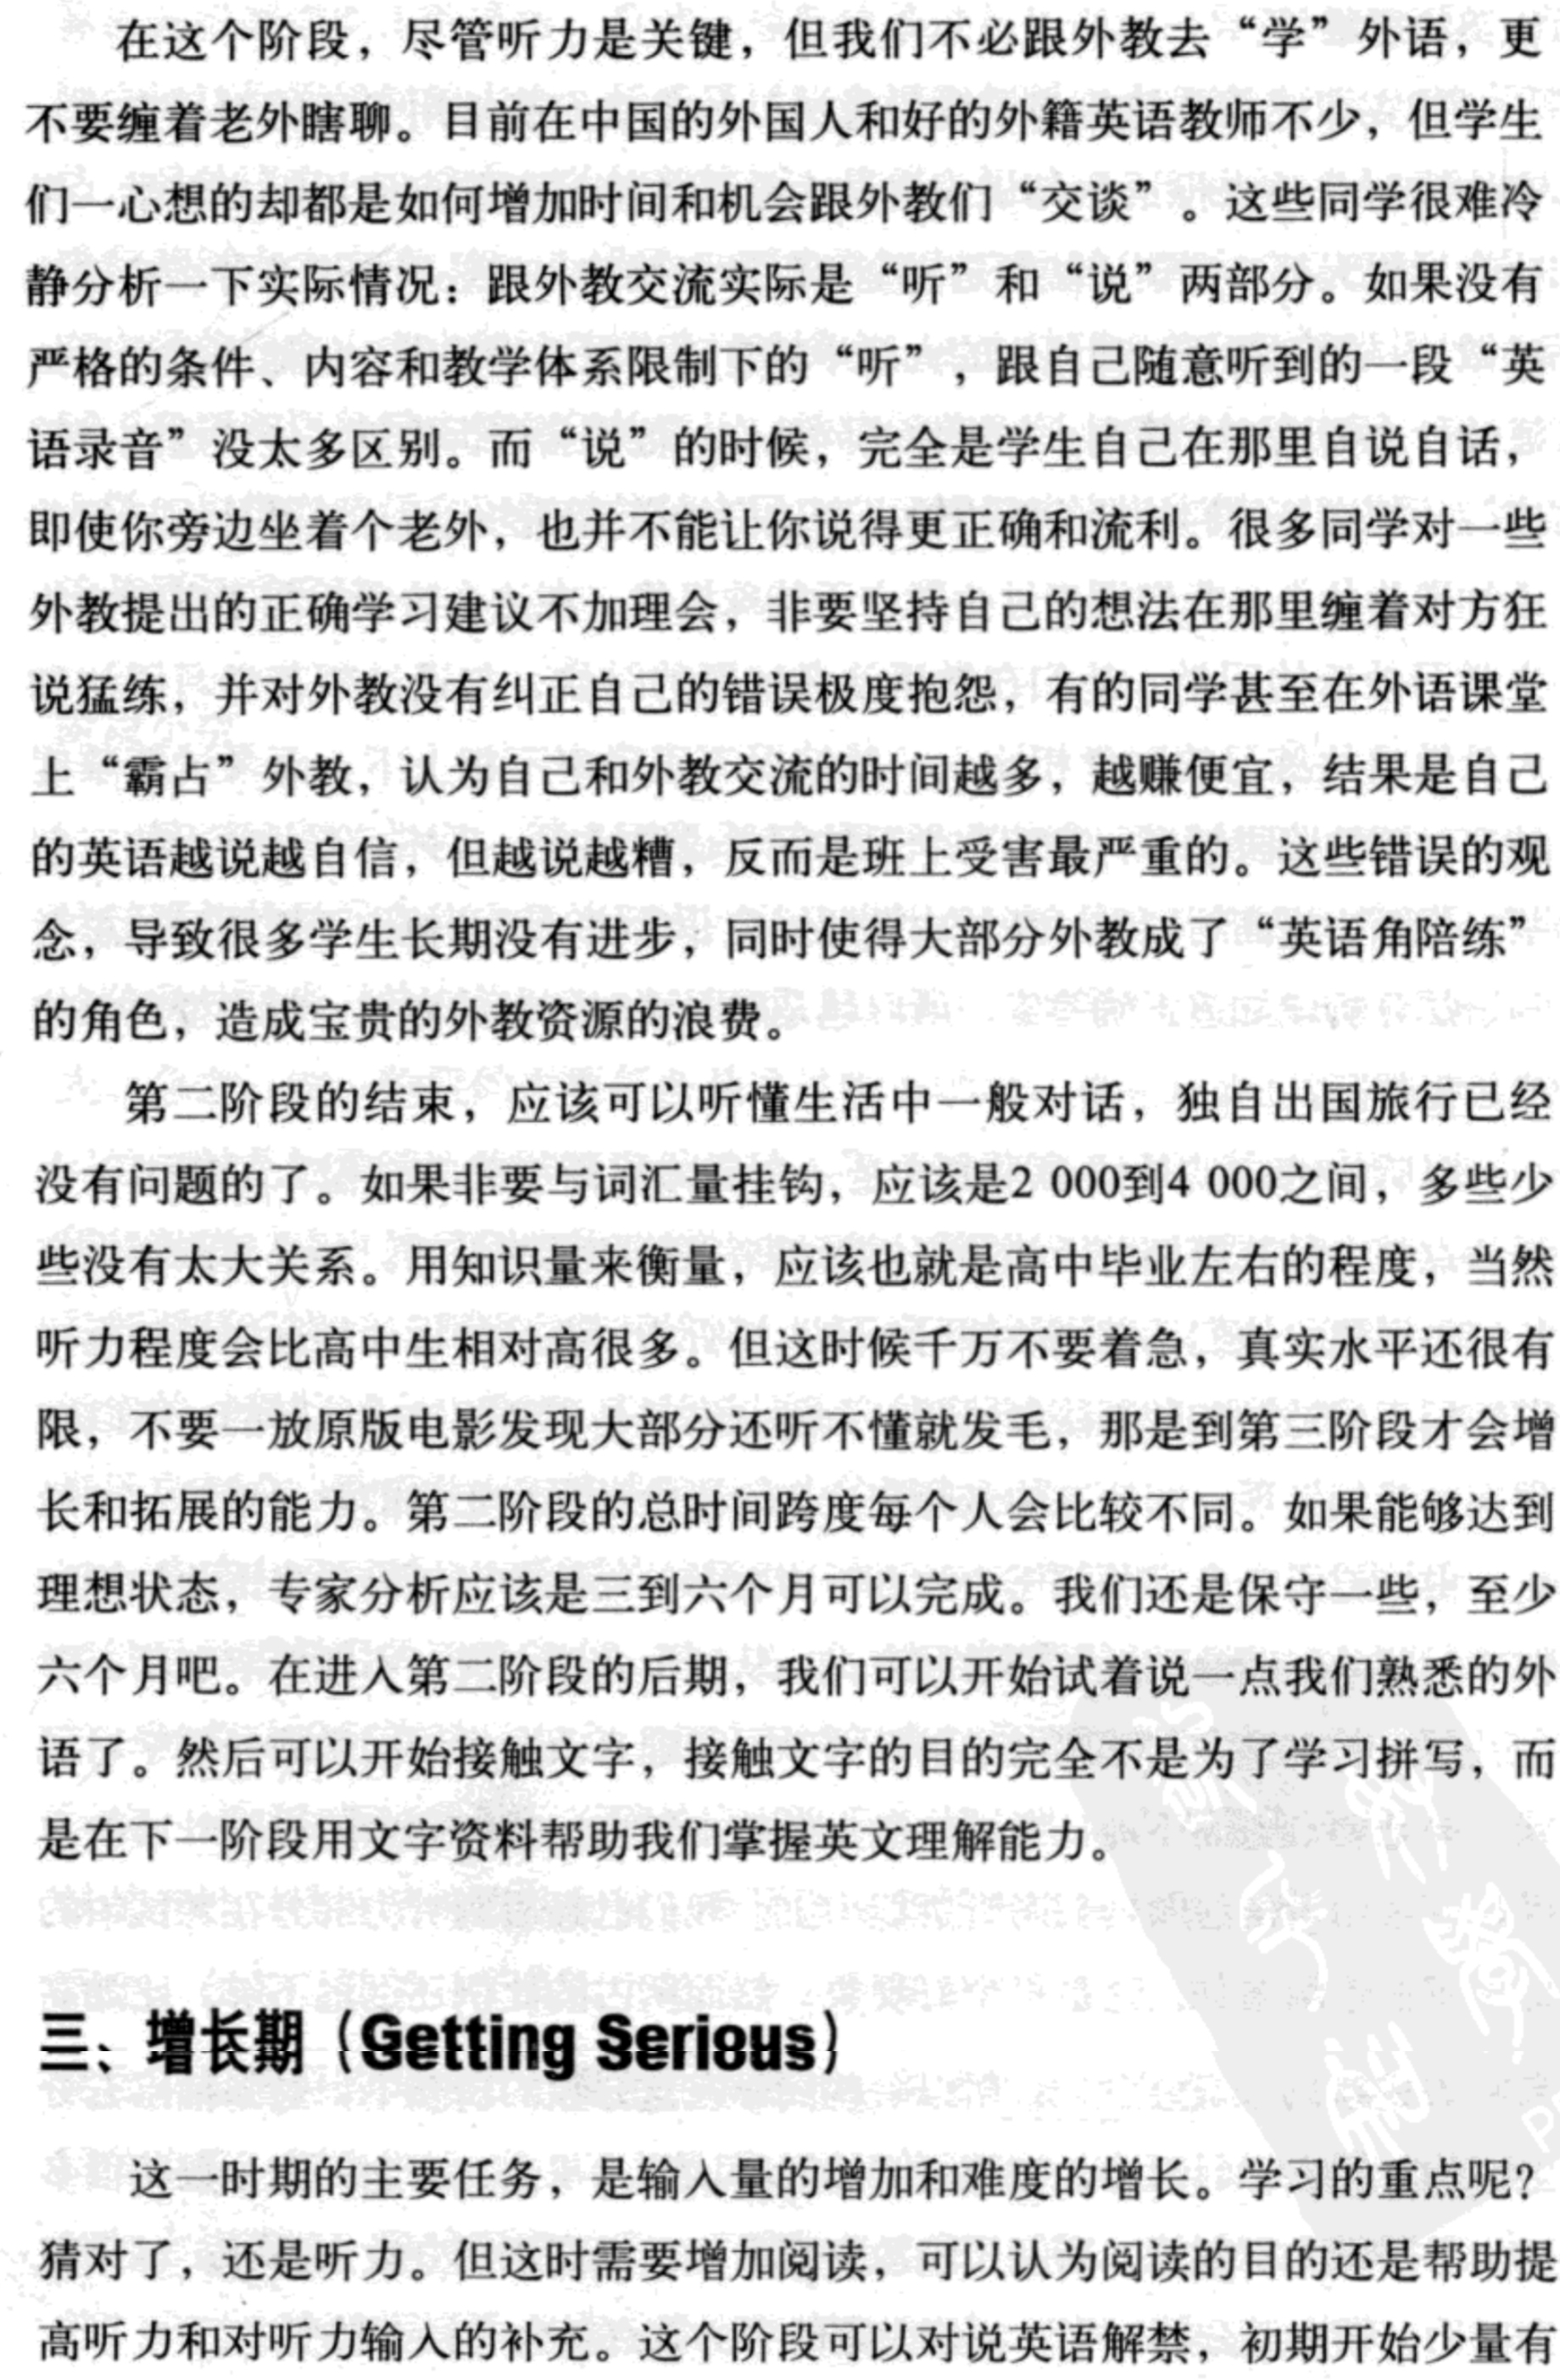 在这个阶段，尽管听力是关键，但我们不必跟外教去“学”外语，更
不要缠着老外瞎聊。目前在中国的外国人和好的外籍英语教师不少，但学生
们一心想的却都是如何增加时间和机会跟外教们“交谈”。这些同学很难冷
静分析一下实际情况：跟外教交流实际是“听”和“说”两部分。如果没有
严格的条件、内容和教学体系限制下的“听”，跟自己随意听到的一段“英
语录音”没太多区别。而“说”的时候，完全是学生自己在那里自说自话，
即使你旁边坐着个老外，也并不能让你说得更正确和流利。很多同学对一些
外教提出的正确学习建议不加理会，非要坚持自己的想法在那里缠着对方狂
说猛练，并对外教没有纠正自己的错误极度抱怨，有的同学甚至在外语课堂
上“霸占”外教，认为自己和外教交流的时间越多，越赚便宜，结果是自己
的英语越说越自信，但越说越糟，反而是班上受害最严重的。这些错误的观
念，导致很多学生长期没有进步，同时使得大部分外教成了“英语角陪练”
的角色，造成宝贵的外教资源的浪费。
第二阶段的结束，应该可以听懂生活中一般对话，独自出国旅行已经
没有问题的了。如果非要与词汇量挂钩，应该是2 000到4 000之间，多些少
些没有太大关系。用知识量来衡量，应该也就是高中毕业左右的程度，当然
听力程度会比高中生相对高很多。但这时候千万不要着急，真实水平还很有
限，不要一放原版电影发现大部分还听不懂就发毛，那是到第三阶段才会增
长和拓展的能力。第二阶段的总时间跨度每个人会比较不同。如果能够达到
理想状态，专家分析应该是三到六个月可以完成。我们还是保守一些，至少
六个月吧。在进入第二阶段的后期，我们可以开始试着说一点我们熟悉的外
语了。然后可以开始接触文字，接触文字的目的完全不是为了学习拼写，而
是在下一阶段用文字资料帮助我们掌握英文理解能力。
三、增长期（Getting Serious）
这一时期的主要任务，是输入量的增加和难度的增长。学习的重点呢？
猜对了，还是听力。但这时需要增加阅读，可以认为阅读的目的还是帮助提
高听力和对听力输入的补充。这个阶段可以对说英语解禁，初期开始少量有